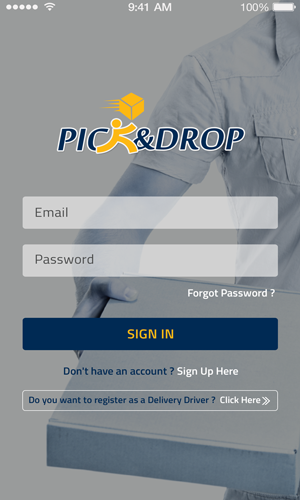 9:41 AM 100%
PICK&DROP
Email
Password
Forgot Password ?
SIGN IN
Don't have an account ? Sign Up Here
Do you want to register as a Delivery Driver ? Click Here